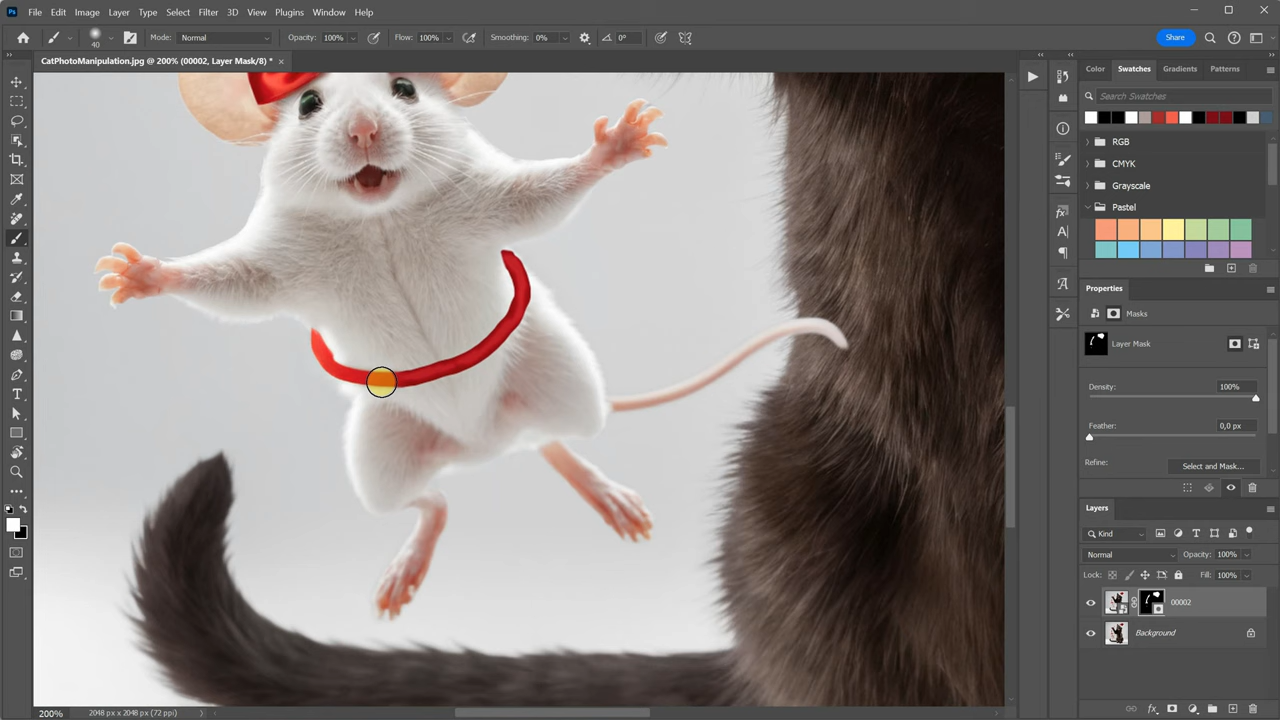 Ps File Edit Image Layer Type Select Filter 3D View Plugins Window Help
40 Mode: Normal Opacity: 100% Flow: 100% Smoothing: 0% 0° Share
CatPhotoManipulation.jpg @ 200% (00002, Layer Mask/8) *
Color Swatches Gradients Patterns
Search Swatches
RGB
CMYK
Grayscale
Pastel
Properties
Masks
Layer Mask
Density: 100%
Feather: 0,0 px
Refine: Select and Mask...
Layers
Kind
Normal Opacity: 100%
Lock: Fill: 100%
00002
Background
200% 2048 px x 2048 px (72 ppi)